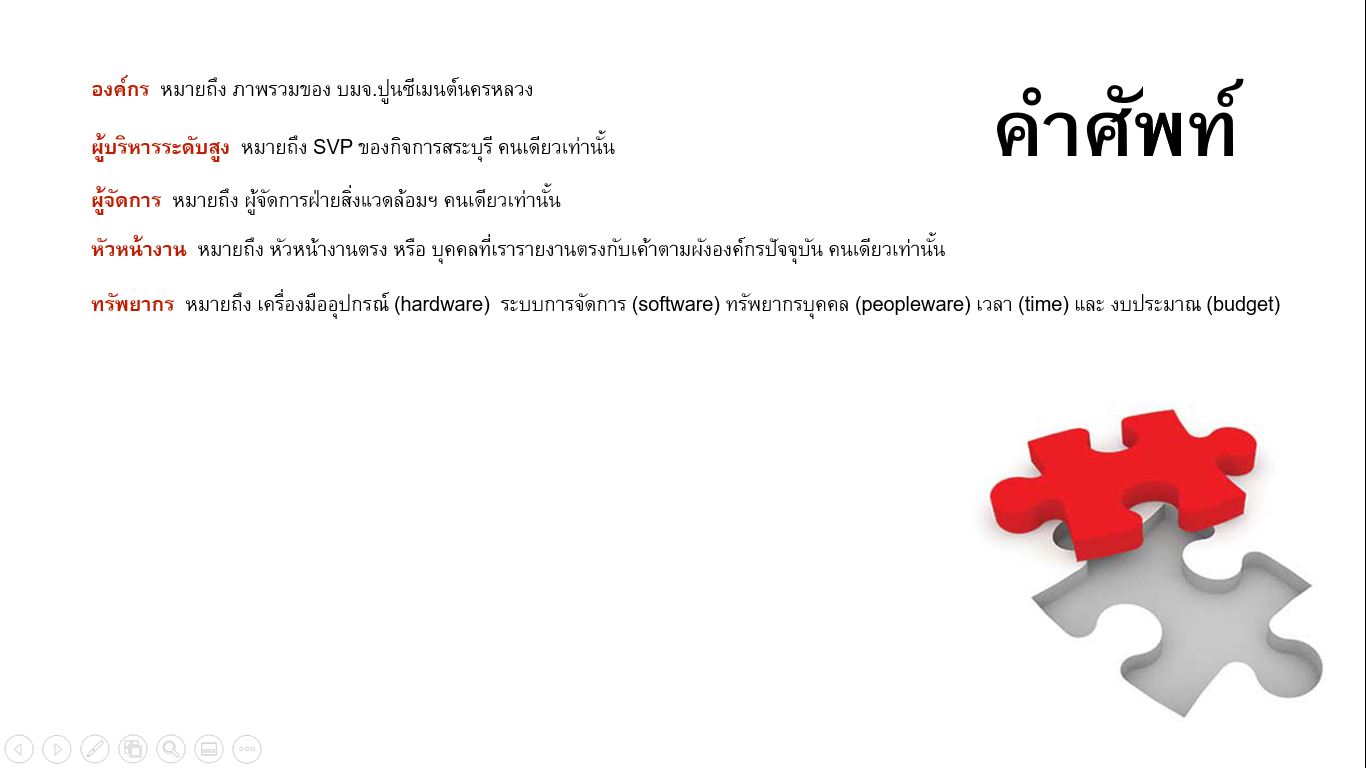 คำศัพท์
องค์กร หมายถึง ภาพรวมของ บมจ.ปูนซีเมนต์นครหลวง
ผู้บริหารระดับสูง หมายถึง SVP ของกิจการสระบุรี คนเดียวเท่านั้น
ผู้จัดการ หมายถึง ผู้จัดการฝ่ายสิ่งแวดล้อมฯ คนเดียวเท่านั้น
หัวหน้างาน หมายถึง หัวหน้างานตรง หรือ บุคคลที่เรารายงานตรงกับเค้าตามผังองค์กรปัจจุบัน คนเดียวเท่านั้น
ทรัพยากร หมายถึง เครื่องมืออุปกรณ์ (hardware) ระบบการจัดการ (software) ทรัพยากรบุคคล (peopleware) เวลา (time) และ งบประมาณ (budget)